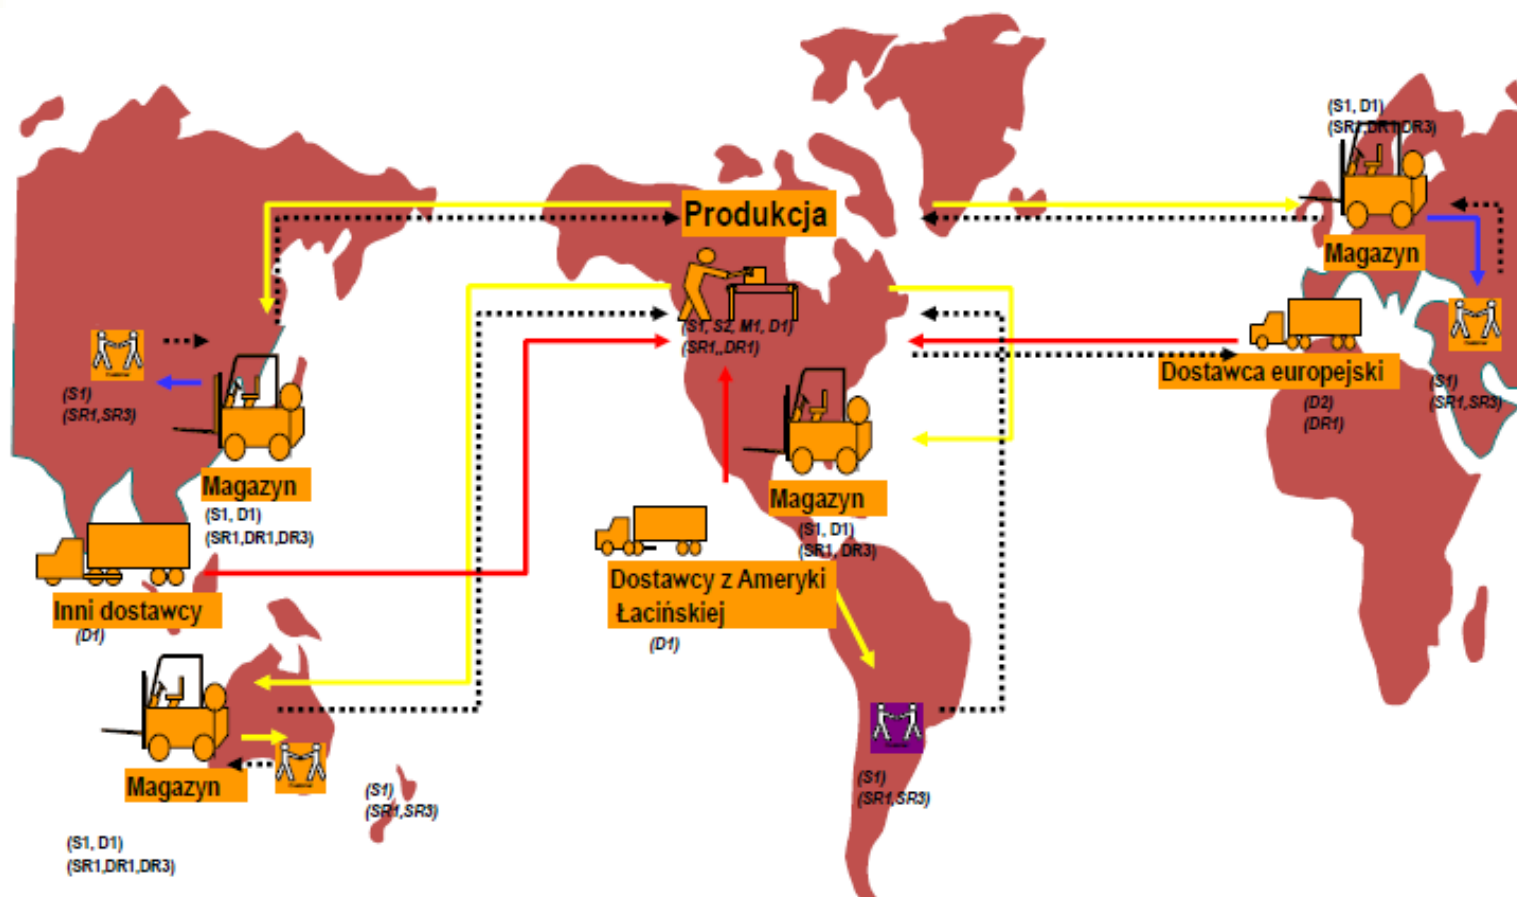 (S1, D1)
(SR1,DR1,DR3)
Produkcja
Magazyn
(S1, S2, M1, D1)
(SR1,,DR1)
Dostawca europejski
(D2)
(DR1)
(S1)
(SR1,SR3)
(S1)
(SR1,SR3)
Magazyn
(S1, D1)
(SR1,DR1,DR3)
Magazyn
(S1, D1)
(SR1, DR3)
Inni dostawcy
(D1)
Dostawcy z Ameryki
Łacińskiej
(D1)
Magazyn
(S1, D1)
(SR1,DR1,DR3)
(S1)
(SR1,SR3)
(S1)
(SR1,SR3)